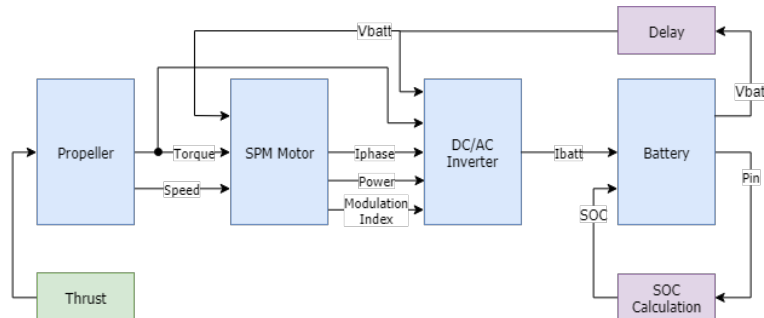 Vbatt
Delay
Vbat
Propeller
Torque
Speed
SPM Motor
Iphase
Power
Modulation
Index
DC/AC
Inverter
Ibatt
Battery
Pin
SOC
Thrust
SOC
Calculation